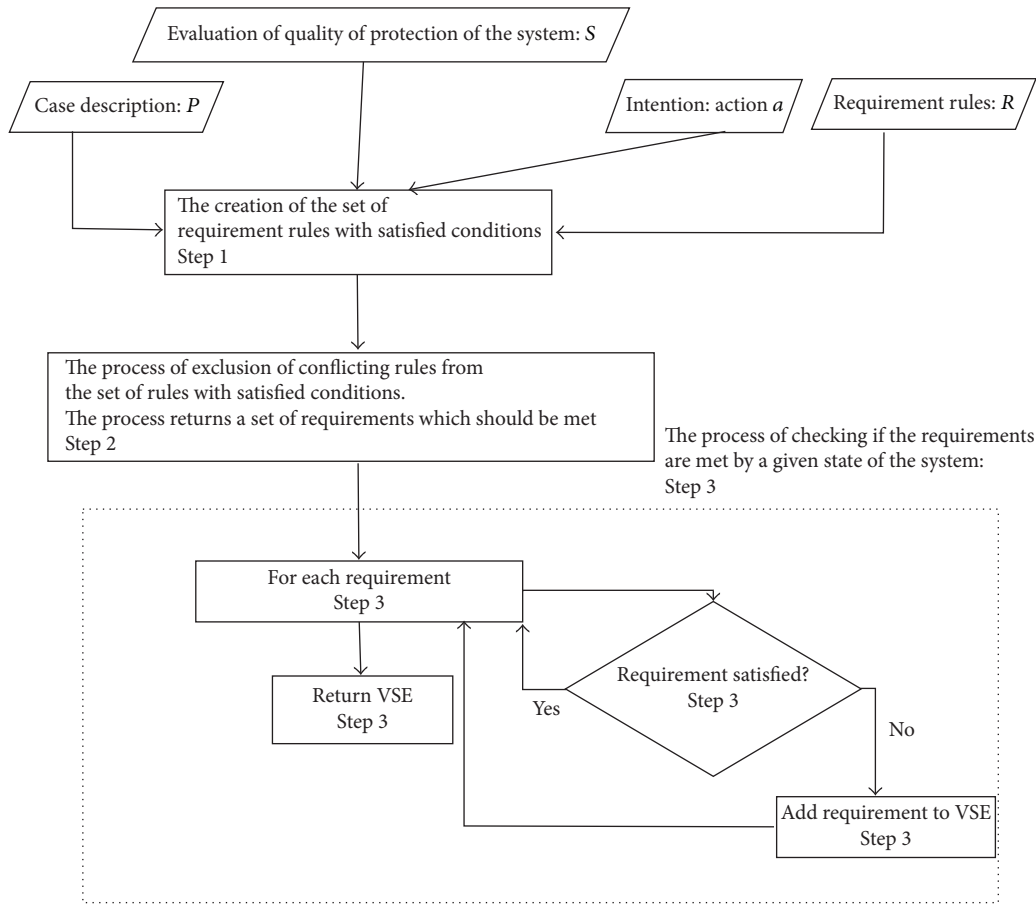 Evaluation of quality of protection of the system: S
Case description: P
Intention: action a
Requirement rules: R
The creation of the set of
requirement rules with satisfied conditions
Step 1
The process of exclusion of conflicting rules from
the set of rules with satisfied conditions.
The process returns a set of requirements which should be met
Step 2
The process of checking if the requirements
are met by a given state of the system:
Step 3
For each requirement
Step 3
Requirement satisfied?
Step 3
Return VSE
Step 3
Yes
No
Add requirement to VSE
Step 3